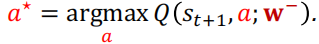 a* = argmax Q(s_{t+1}, a; w⁻).
a